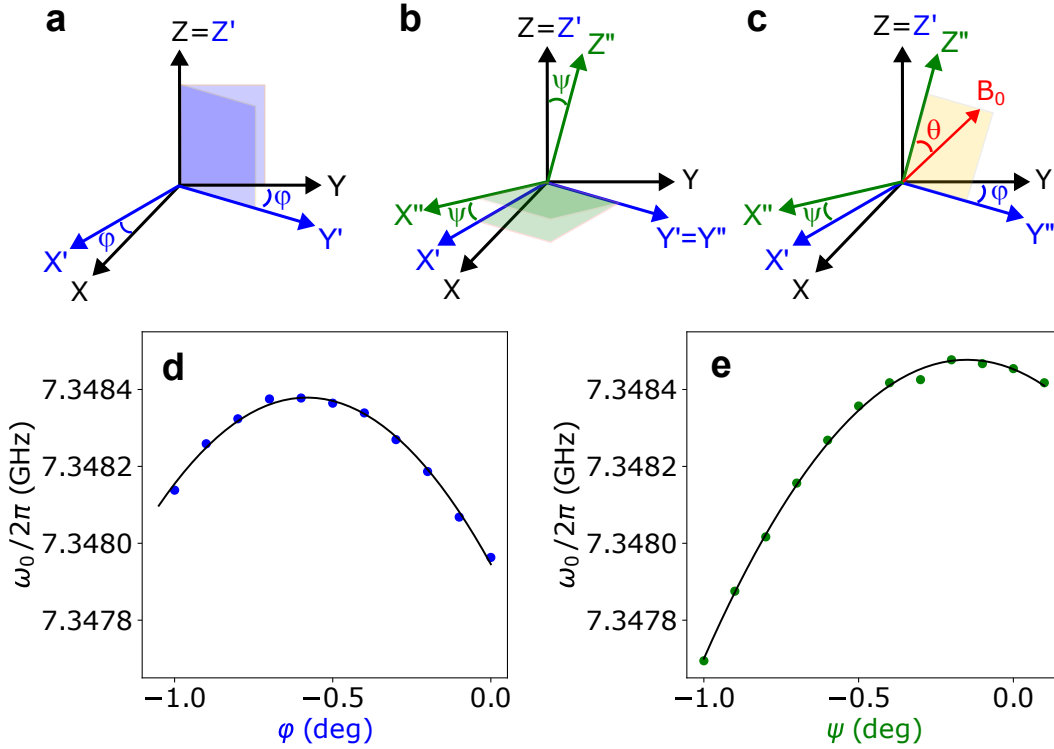 a
Z=Z'
φ
φ
Y
Y'
X'
X
b
Z=Z'
Z"
ψ
X"
ψ
Y
Y'=Y"
X'
X
c
Z=Z'
Z"
B₀
θ
X"
ψ
Y
φ
Y"
X'
X
d
7.3484
7.3482
7.3480
7.3478
ω₀/2π (GHz)
−1.0 −0.5 0.0
φ (deg)
e
7.3484
7.3482
7.3480
7.3478
ω₀/2π (GHz)
−1.0 −0.5 0.0
ψ (deg)